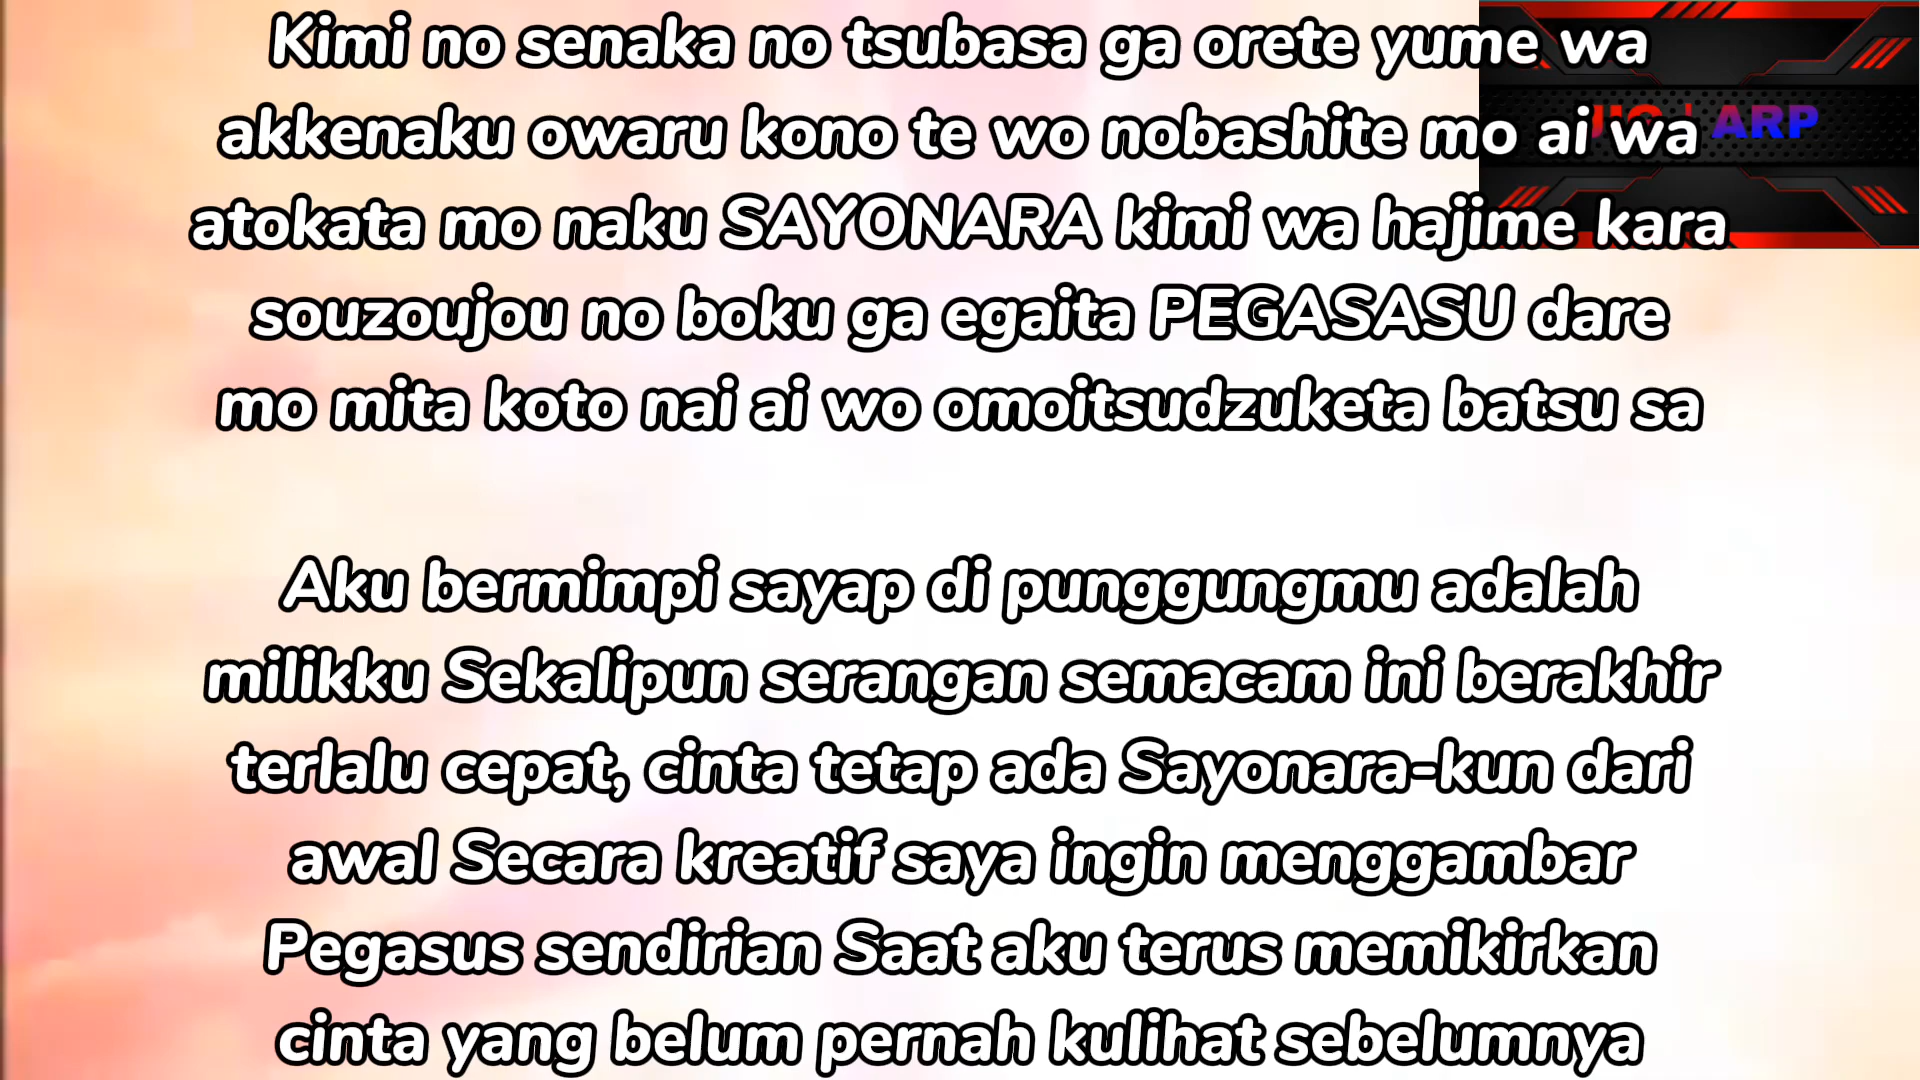 Kimi no senaka no tsubasa ga orete yume wa
akkenaku owaru kono te wo nobashite mo ai wa
atokata mo naku SAYONARA kimi wa hajime kara
souzoujou no boku ga egaita PEGASASU dare
mo mita koto nai ai wo omoitsudzuketa batsu sa
ARP
Aku bermimpi sayap di punggungmu adalah
milikku Sekalipun serangan semacam ini berakhir
terlalu cepat, cinta tetap ada Sayonara-kun dari
awal Secara kreatif saya ingin menggambar
Pegasus sendirian Saat aku terus memikirkan
cinta yang belum pernah kulihat sebelumnya